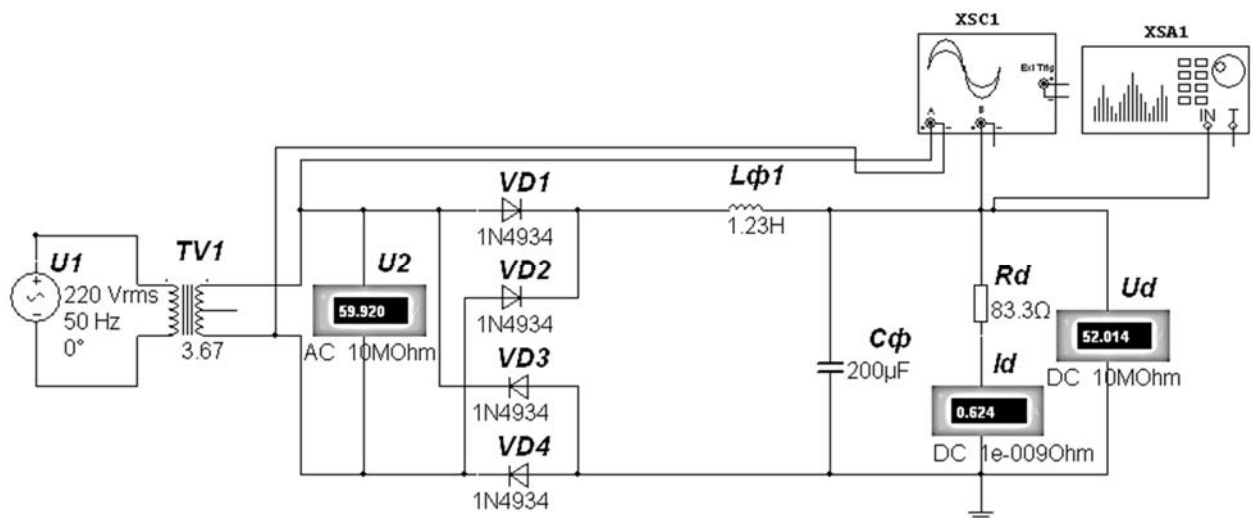 XSC1
XSA1
Ext Trig
+
-
A
B
+ - + -
IN T
VD1
1N4934
Lф1
1.23H
U1
220 Vrms
50 Hz
0°
TV1
3.67
U2
59.920
AC 10MOhm
VD2
1N4934
VD3
1N4934
VD4
1N4934
Cф
200µF
Rd
83.3Ω
Id
0.624
DC 1e-009Ohm
Ud
52.014
DC 10MOhm